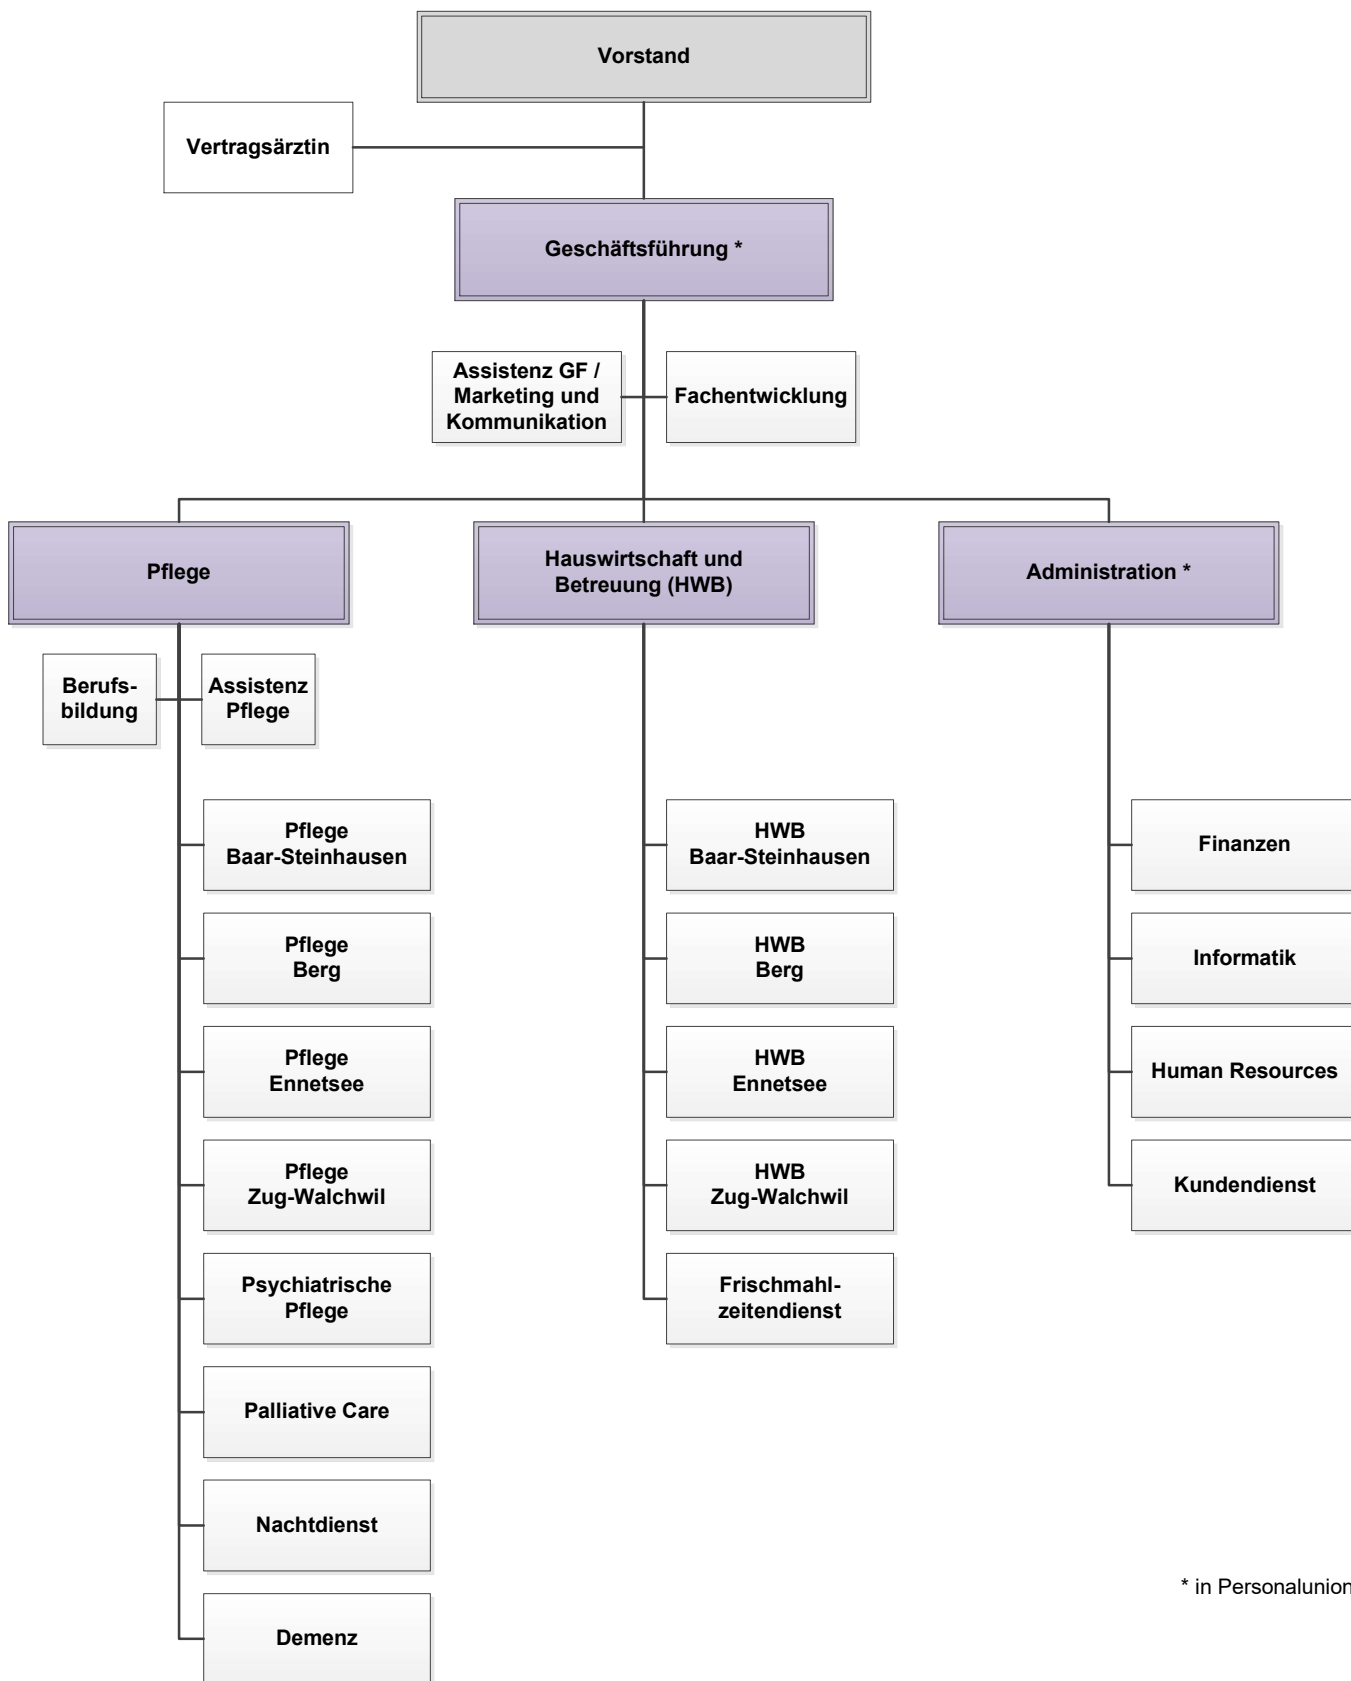 Vorstand
Vertragsärztin
Geschäftsführung *
Assistenz GF /
Marketing und
Kommunikation
Fachentwicklung
Pflege
Hauswirtschaft und
Betreuung (HWB)
Administration *
Berufs-
bildung
Assistenz
Pflege
Pflege
Baar-Steinhausen
HWB
Baar-Steinhausen
Finanzen
Pflege
Berg
HWB
Berg
Informatik
Pflege
Ennetsee
HWB
Ennetsee
Human Resources
Pflege
Zug-Walchwil
HWB
Zug-Walchwil
Kundendienst
Psychiatrische
Pflege
Frischmahl-
zeitendienst
Palliative Care
Nachtdienst
* in Personalunion
Demenz